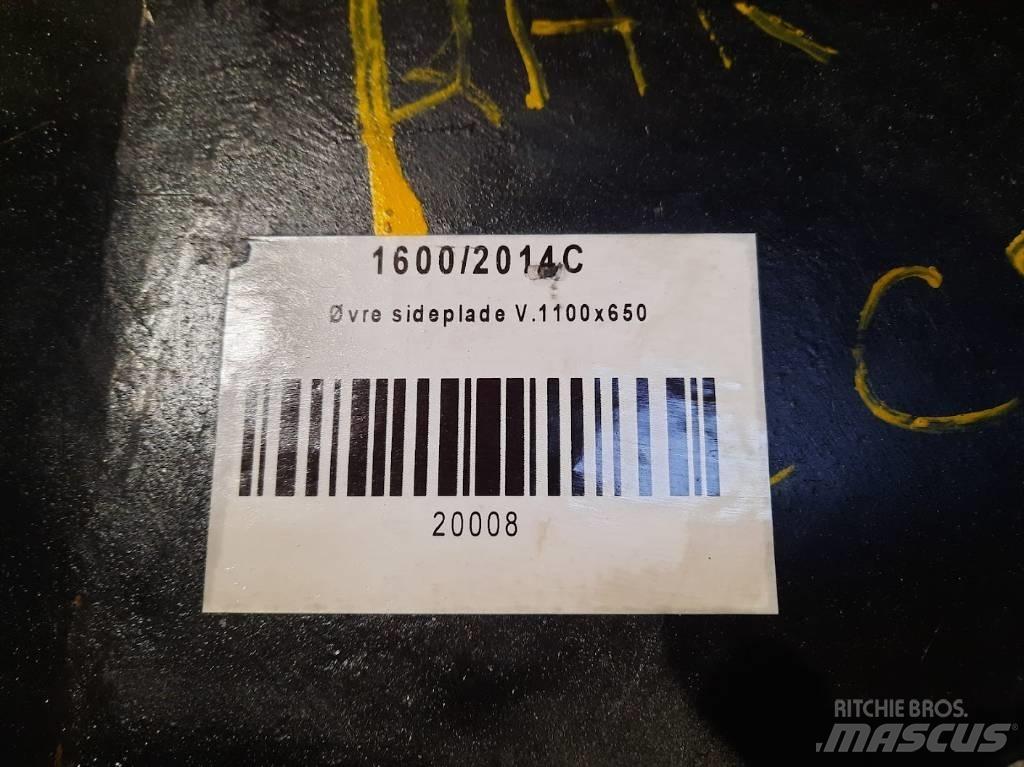 1600/2014C
Øvre sideplade V.1100x650
20008
RITCHIE BROS.
MASCUS